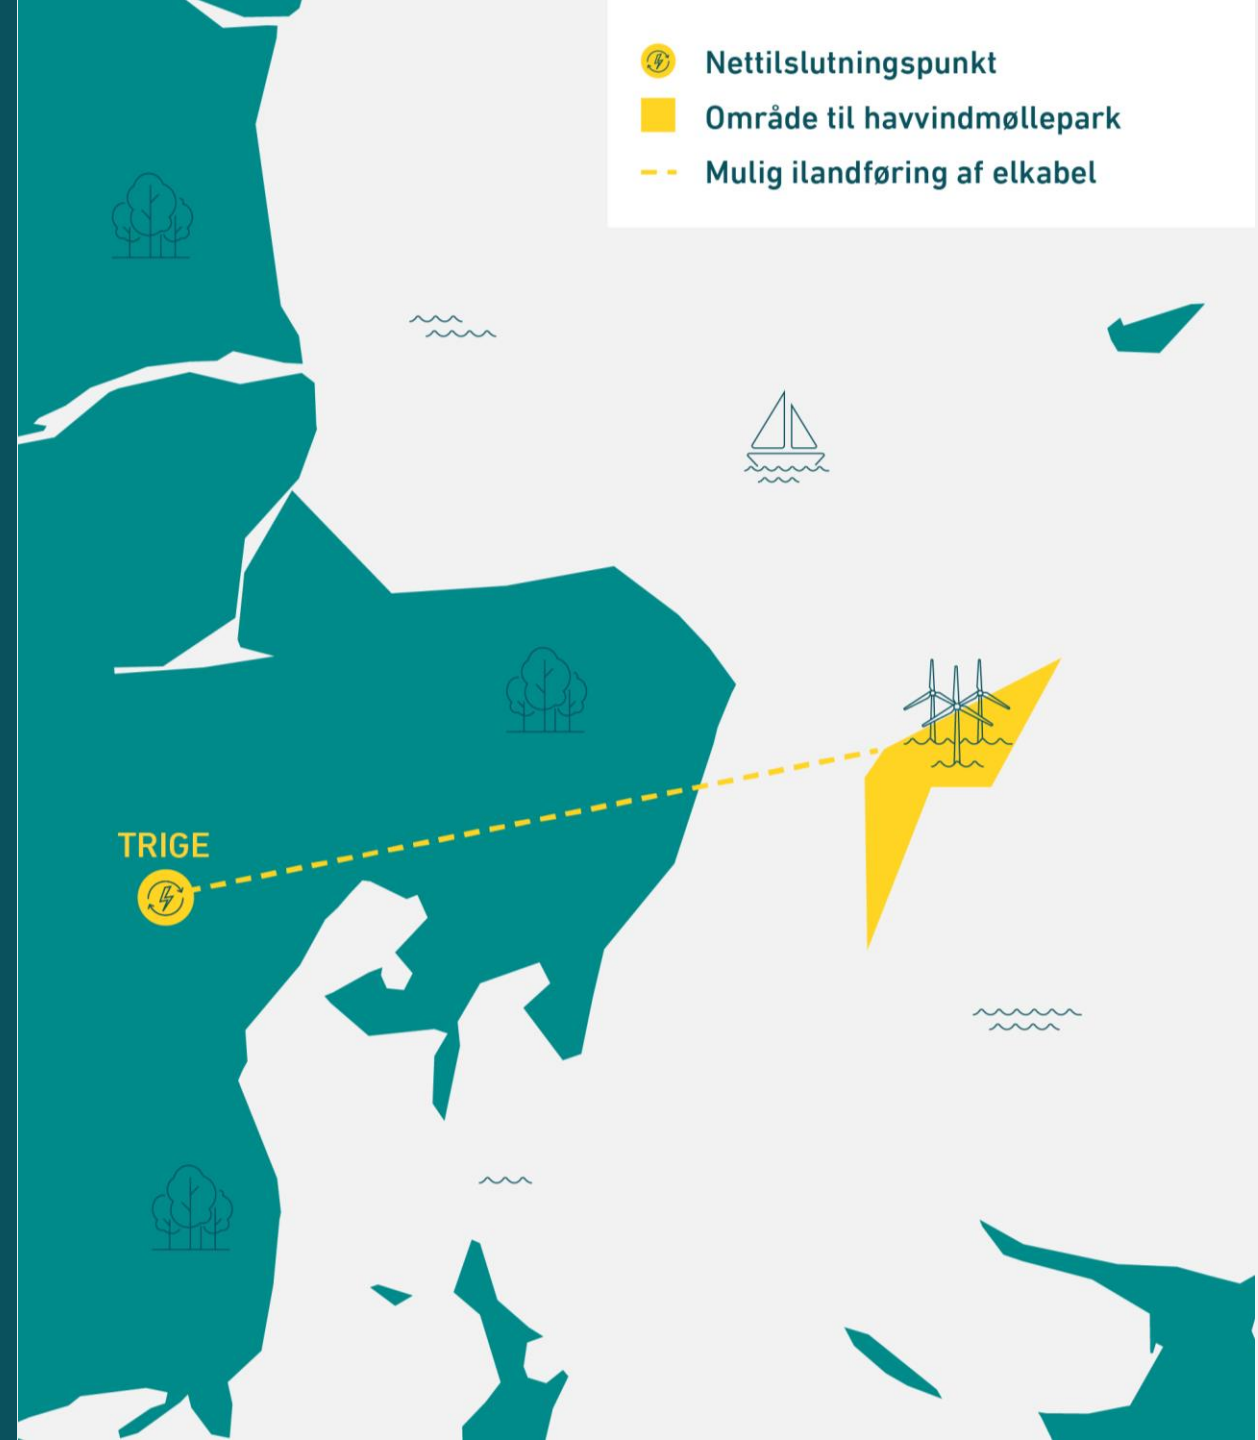 Nettilslutningspunkt
Område til havvindmøllepark
Mulig ilandføring af elkabel
TRIGE